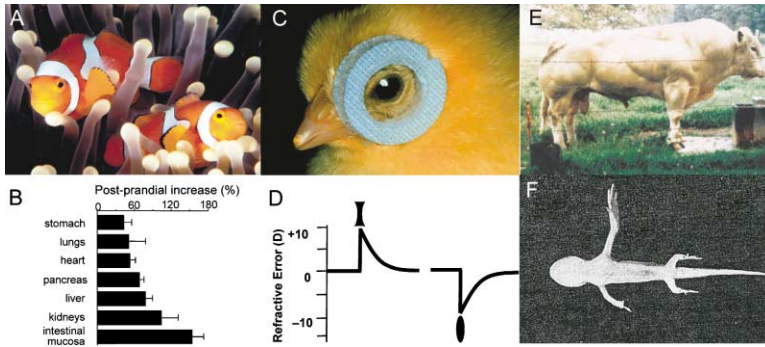 A
B
Post-prandial increase (%)
0 60 120 180
stomach
lungs
heart
pancreas
liver
kidneys
intestinal
mucosa
C
D
Refractive Error (D)
+10
0
−10
E
F